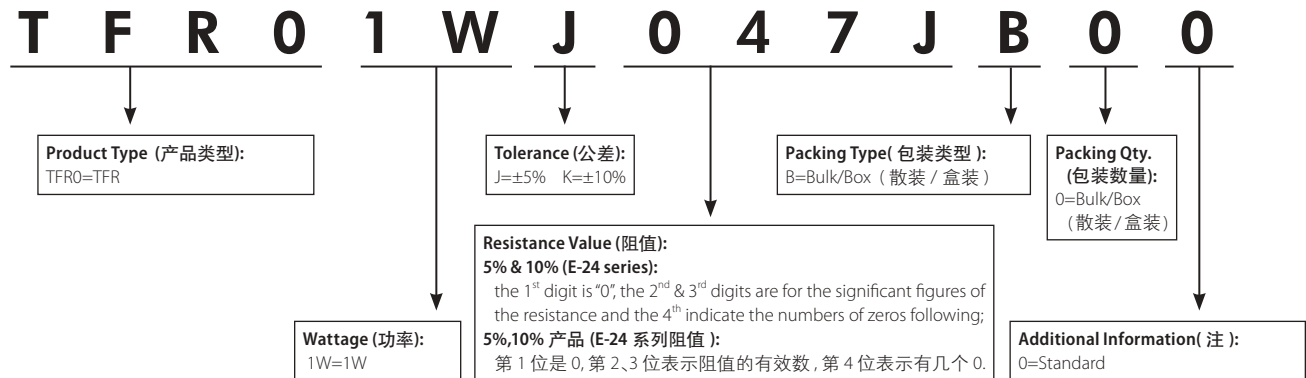 T F R 0 1 W J 0 4 7 J B 0 0
Product Type (产品类型):
TFR0=TFR
Tolerance (公差):
J=±5% K=±10%
Packing Type( 包装类型 ):
B=Bulk/Box ( 散装 / 盒装 )
Packing Qty.
(包装数量):
0=Bulk/Box
(散装/盒装)
Resistance Value (阻值):
5% & 10% (E-24 series):
the 1st digit is "0", the 2nd & 3rd digits are for the significant figures of
the resistance and the 4th indicate the numbers of zeros following;
5%,10% 产品 (E-24 系列阻值 ):
第 1 位是 0, 第 2、3 位表示阻值的有效数 , 第 4 位表示有几个 0.
Wattage (功率):
1W=1W
Additional Information( 注 ):
0=Standard